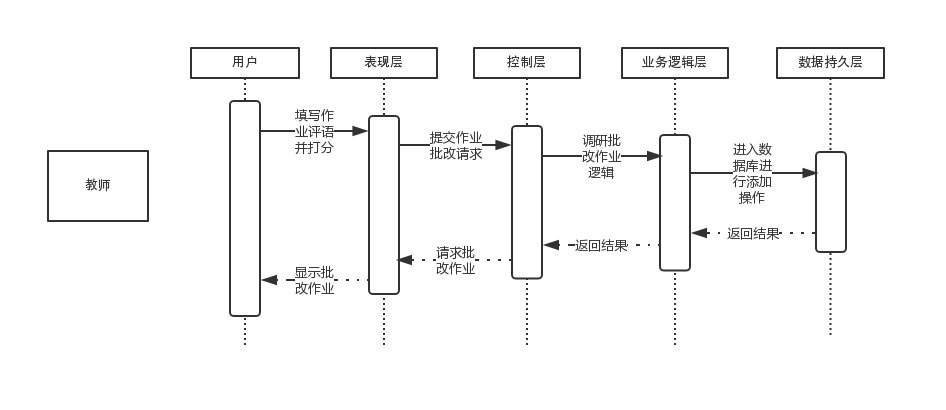 用户
表现层
控制层
业务逻辑层
数据持久层
教师
填写作
业评语
并打分
提交作业
批改请求
调研批
改作业
逻辑
进入数
据库进
行添加
操作
返回结果
返回结果
请求批
改作业
显示批
改作业